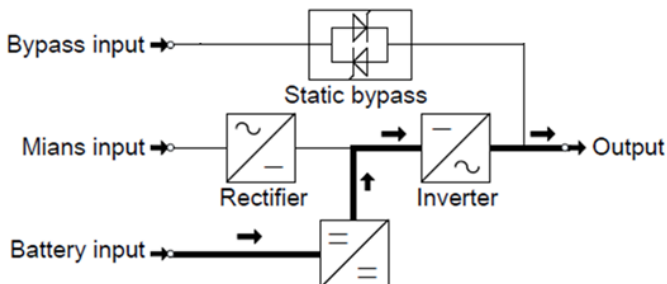 Bypass input
Static bypass
Mians input
Output
Rectifier
Inverter
Battery input